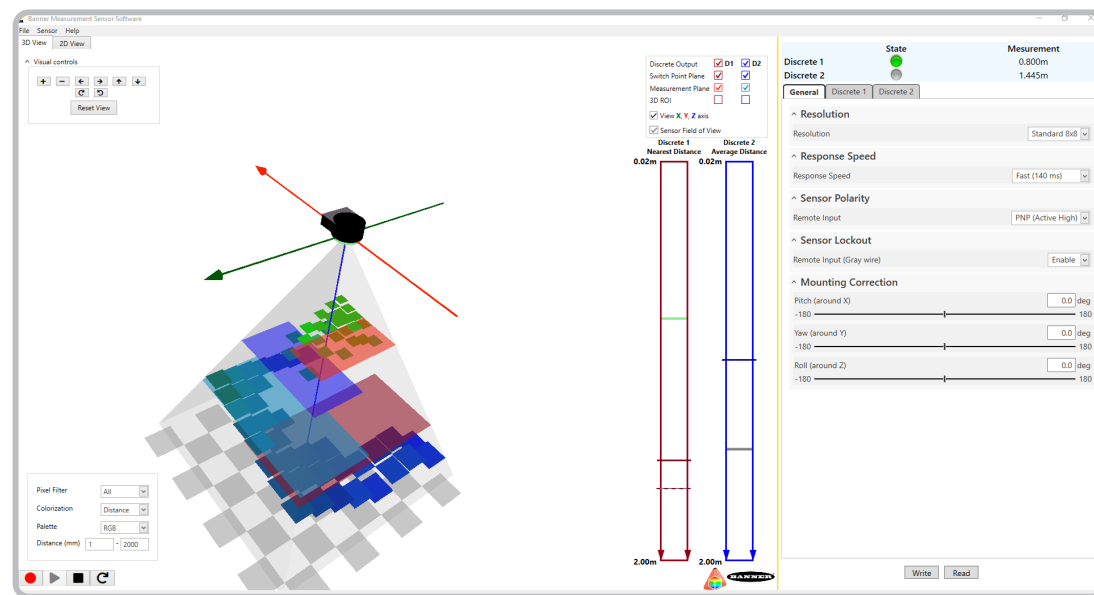 Banner Measurement Sensor Software
File Sensor Help
3D View 2D View
Visual controls
Reset View
Discrete Output D1 D2
Switch Point Plane
Measurement Plane
3D ROI
View X, Y, Z axis
Sensor Field of View
Discrete 1 Discrete 2
Nearest Distance Average Distance
0.02m 0.02m
2.00m 2.00m
BANNER
Pixel Filter All
Colorization Distance
Palette RGB
Distance (mm) 1 - 2000
State Mesurement
Discrete 1 0.800m
Discrete 2 1.445m
General Discrete 1 Discrete 2
Resolution
Resolution Standard 8x8
Response Speed
Response Speed Fast (140 ms)
Sensor Polarity
Remote Input PNP (Active High)
Sensor Lockout
Remote Input (Gray wire) Enable
Mounting Correction
Pitch (around X) 0.0 deg
-180 180
Yaw (around Y) 0.0 deg
-180 180
Roll (around Z) 0.0 deg
-180 180
Write Read